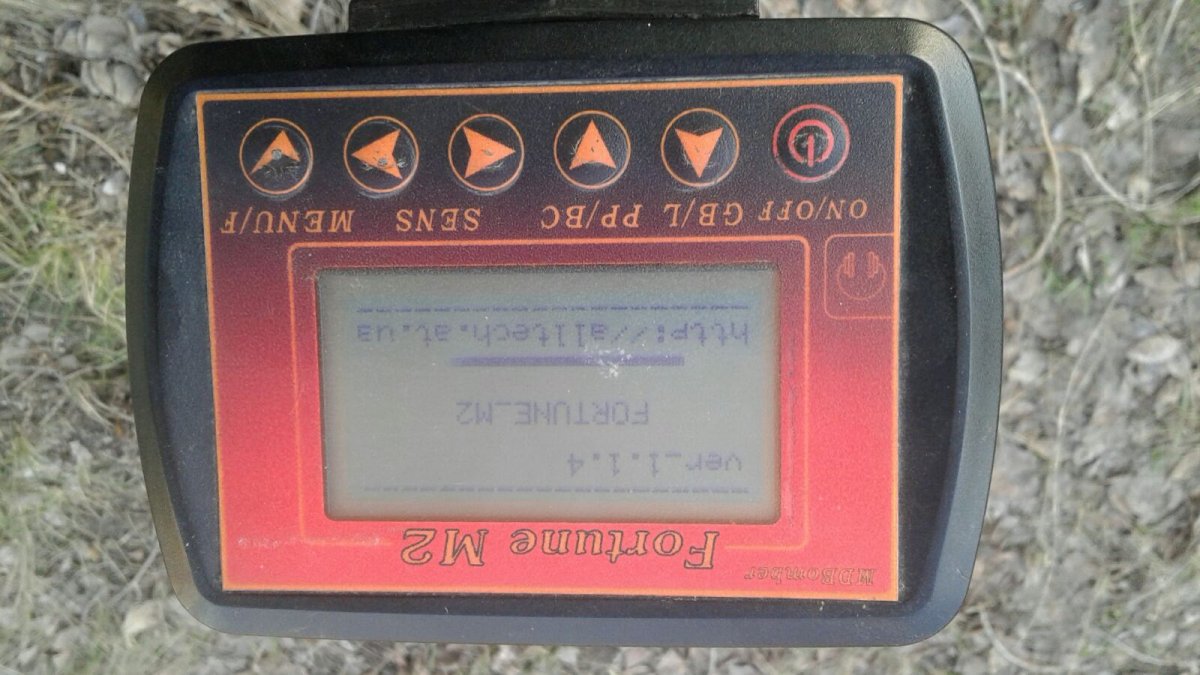 MDBomber
Fortune M2
ver_1.1.4
FORTUNE_M2
http://alltech.at.ua
ON/OFF GB/L PP/BC SENS MENU/F